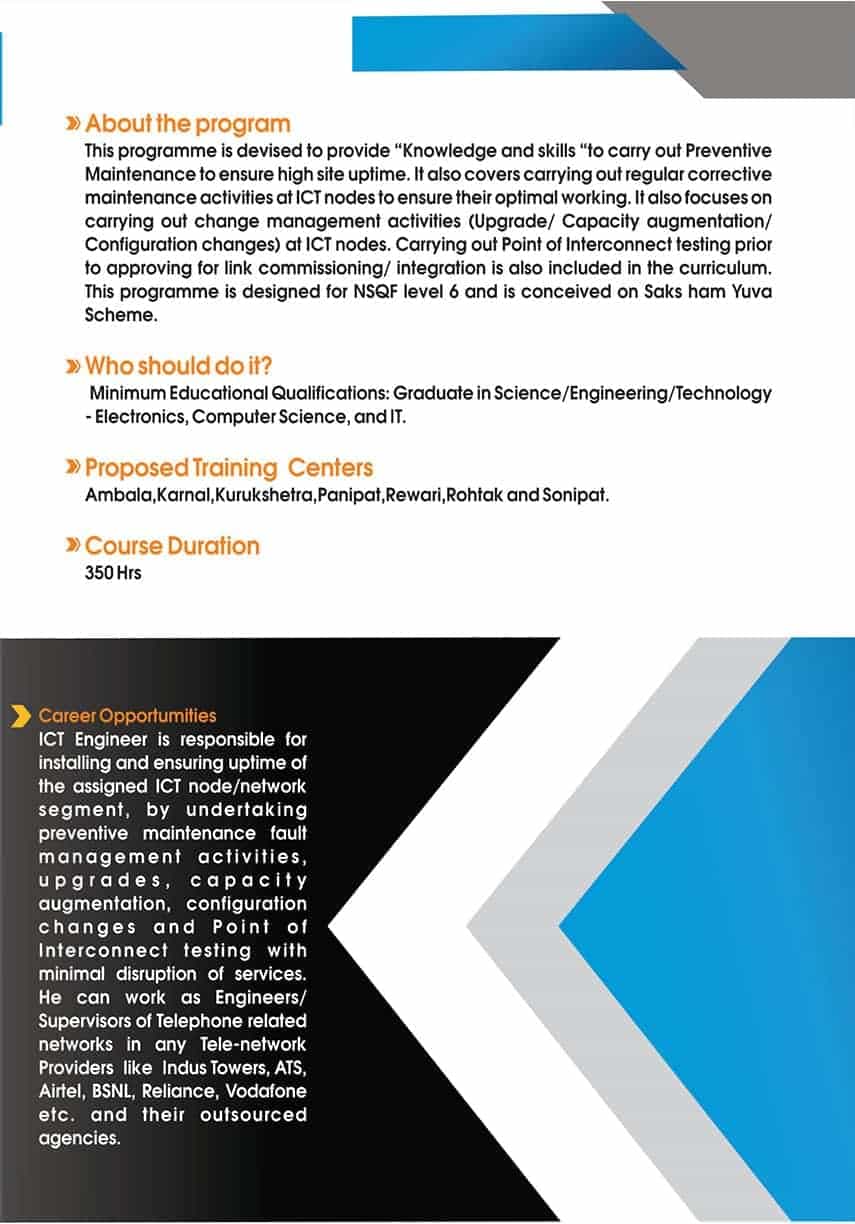 About the program
This programme is devised to provide “Knowledge and skills “to carry out Preventive
Maintenance to ensure high site uptime. It also covers carrying out regular corrective
maintenance activities at ICT nodes to ensure their optimal working. It also focuses on
carrying out change management activities (Upgrade/ Capacity augmentation/
Configuration changes) at ICT nodes. Carrying out Point of Interconnect testing prior
to approving for link commissioning/ integration is also included in the curriculum.
This programme is designed for NSQF level 6 and is conceived on Saks ham Yuva
Scheme.
Who should do it?
Minimum Educational Qualifications: Graduate in Science/Engineering/Technology
- Electronics, Computer Science, and IT.
Proposed Training Centers
Ambala,Karnal,Kurukshetra,Panipat,Rewari,Rohtak and Sonipat.
Course Duration
350 Hrs
Career Opportumities
ICT Engineer is responsible for
installing and ensuring uptime of
the assigned ICT node/network
segment, by undertaking
preventive maintenance fault
management activities,
upgrades, capacity
augmentation, configuration
changes and Point of
Interconnect testing with
minimal disruption of services.
He can work as Engineers/
Supervisors of Telephone related
networks in any Tele-network
Providers like Indus Towers, ATS,
Airtel, BSNL, Reliance, Vodafone
etc. and their outsourced
agencies.